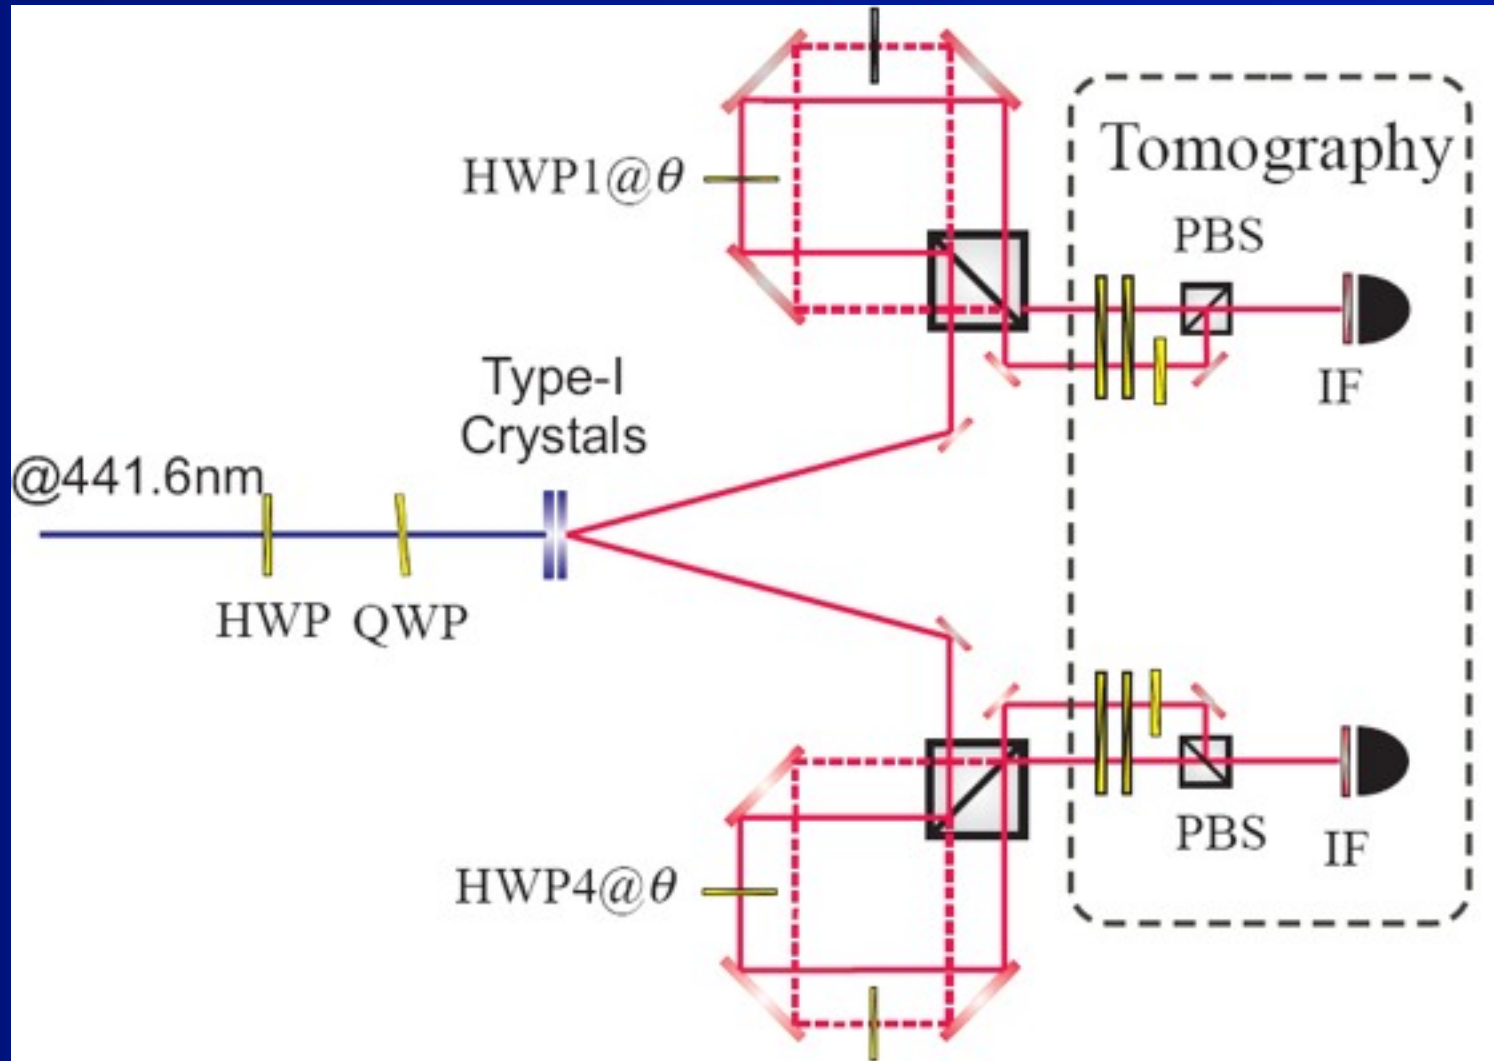 HWP1@θ
Tomography
PBS
IF
Type-I
Crystals
@441.6nm
HWP QWP
HWP4@θ
PBS
IF